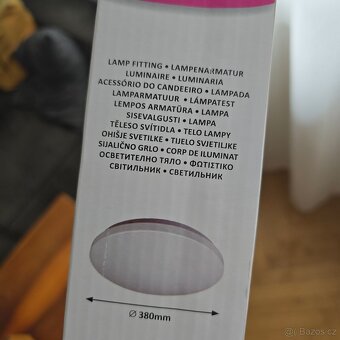 LAMP FITTING • LAMPENARMATUR
LUMINAIRE • LUMINARIA
ACESSÓRIO DO CANDEEIRO • LAMPADA
LAMPARMATUUR • LÁMPATEST
LEMPOS ARMATŪRA • LAMPA
SISEVALGUSTI • LAMPA
TĚLESO SVÍTIDLA • TELO LAMPY
OHIŠJE SVETILKE • TIJELO SVJETILJKE
SIJALIČNO GRLO • CORP DE ILUMINAT
ОСВЕТИТЕЛНО ТЯЛО • ΦΩΤΙΣΤΙΚΟ
СВІТИЛЬНИК • СВЕТИЛЬНИК
Ø 380mm
Bazos.cz